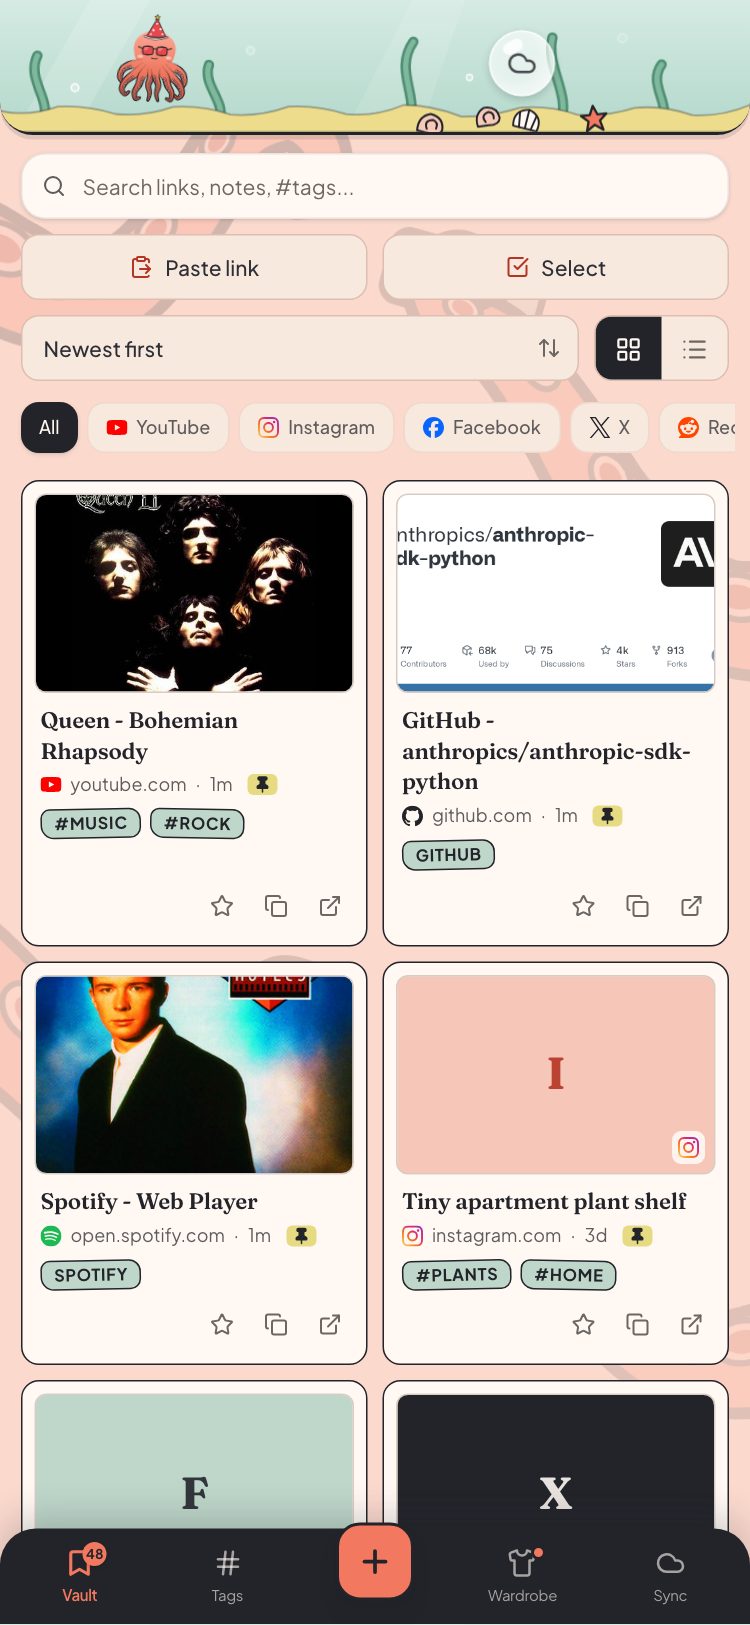 Search links, notes, #tags...
Paste link
Select
Newest first
All
YouTube
Instagram
Facebook
X
Queen II
nthropics/anthropic-
dk-python
77
Contributors
68k
Used by
75
Discussions
4k
Stars
913
Forks
Queen - Bohemian
Rhapsody
youtube.com · 1m
#MUSIC
#ROCK
GitHub -
anthropics/anthropic-sdk-
python
github.com · 1m
GITHUB
Spotify - Web Player
open.spotify.com · 1m
SPOTIFY
I
Tiny apartment plant shelf
instagram.com · 3d
#PLANTS
#HOME
F
X
48
Vault
Tags
Wardrobe
Sync